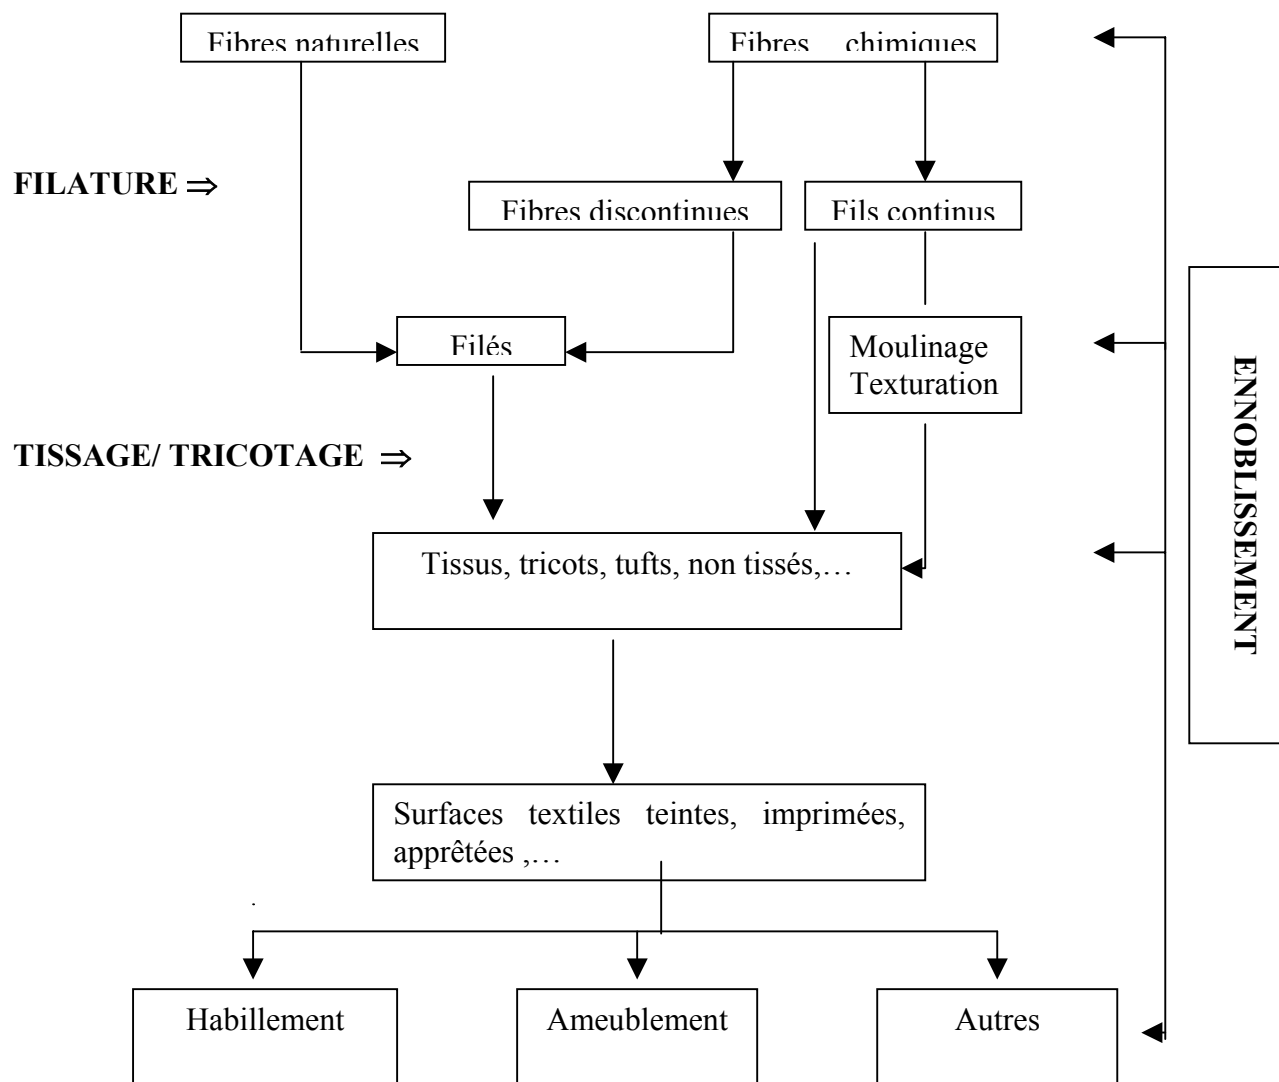 Fibres naturelles
Fibres chimiques
FILATURE ⇒
Fibres discontinues
Fils continus
Filés
Moulinage
Texturation
TISSAGE/ TRICOTAGE ⇒
Tissus, tricots, tufts, non tissés,…
ENNOBLISSEMENT
Surfaces textiles teintes, imprimées,
apprêtées ,…
Habillement
Ameublement
Autres